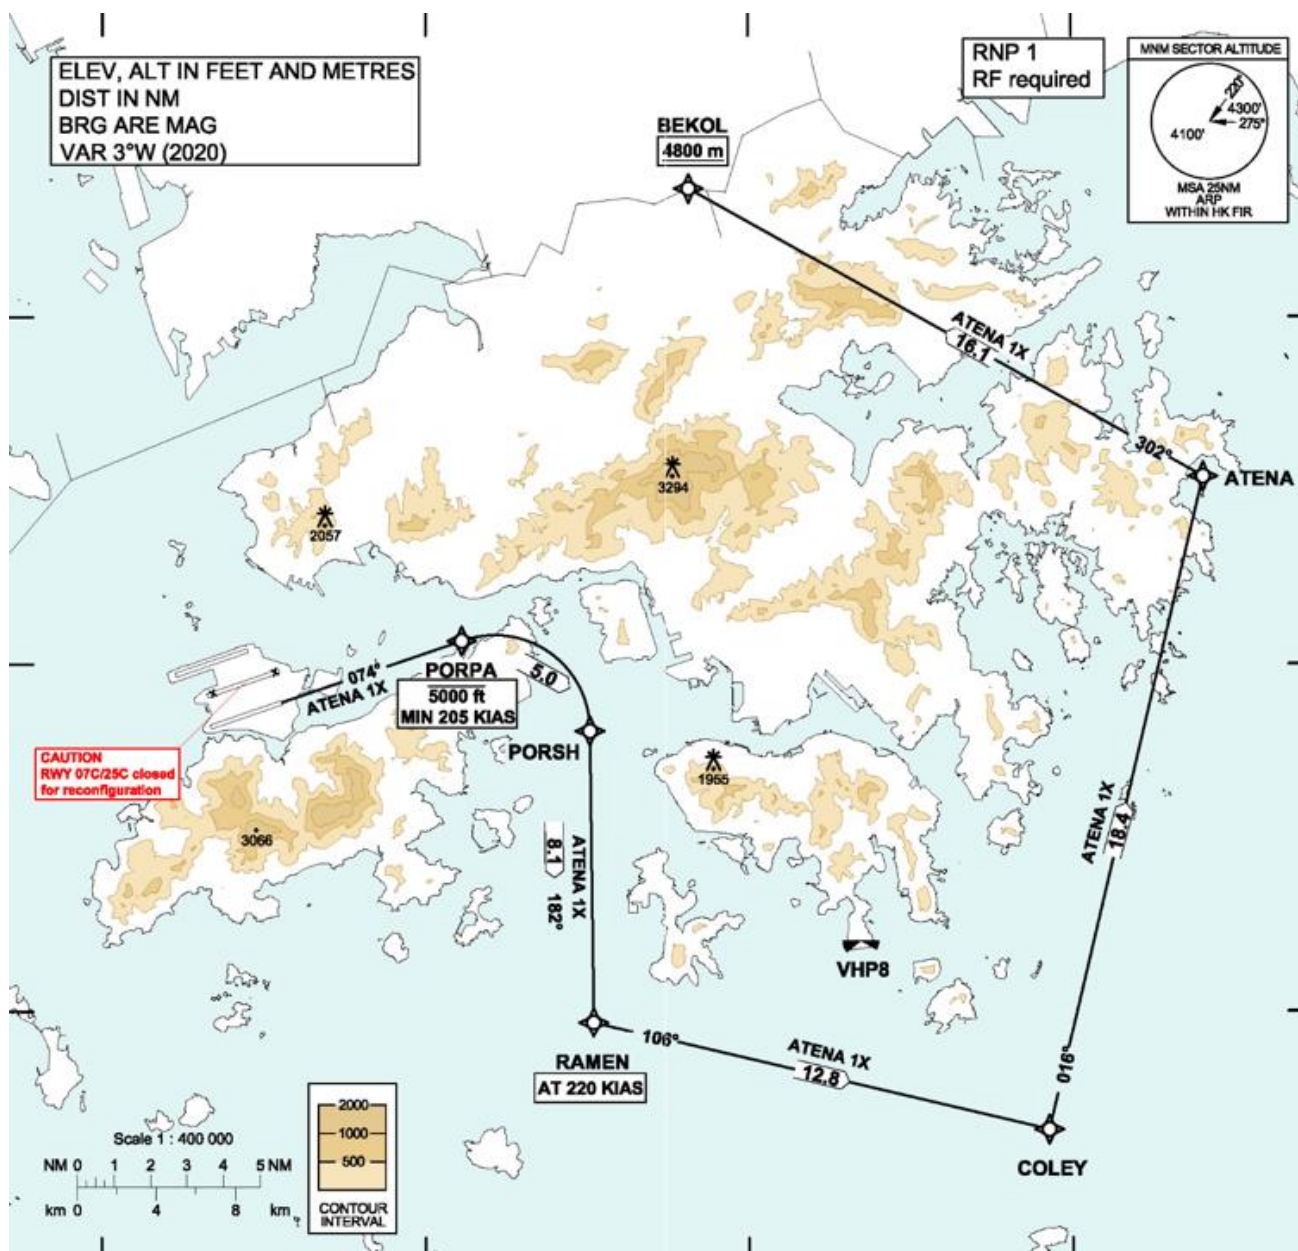 ELEV, ALT IN FEET AND METRES
DIST IN NM
BRG ARE MAG
VAR 3°W (2020)
RNP 1
RF required
MNM SECTOR ALTITUDE
220°
4300'
275°
4100'
MSA 25NM
ARP
WITHIN HK FIR
BEKOL
4800 m
ATENA 1X
16.1
302°
ATENA
3294
2057
074°
ATENA 1X
PORPA
5000 ft
MIN 205 KIAS
5.0
PORSH
CAUTION
RWY 07C/25C closed
for reconfiguration
1955
3066
ATENA 1X
8.1
182°
ATENA 1X
18.4
VHP8
RAMEN
AT 220 KIAS
106°
ATENA 1X
12.8
016°
COLEY
2000
1000
500
CONTOUR
INTERVAL
Scale 1 : 400 000
NM 0 1 2 3 4 5 NM
km 0 4 8 km